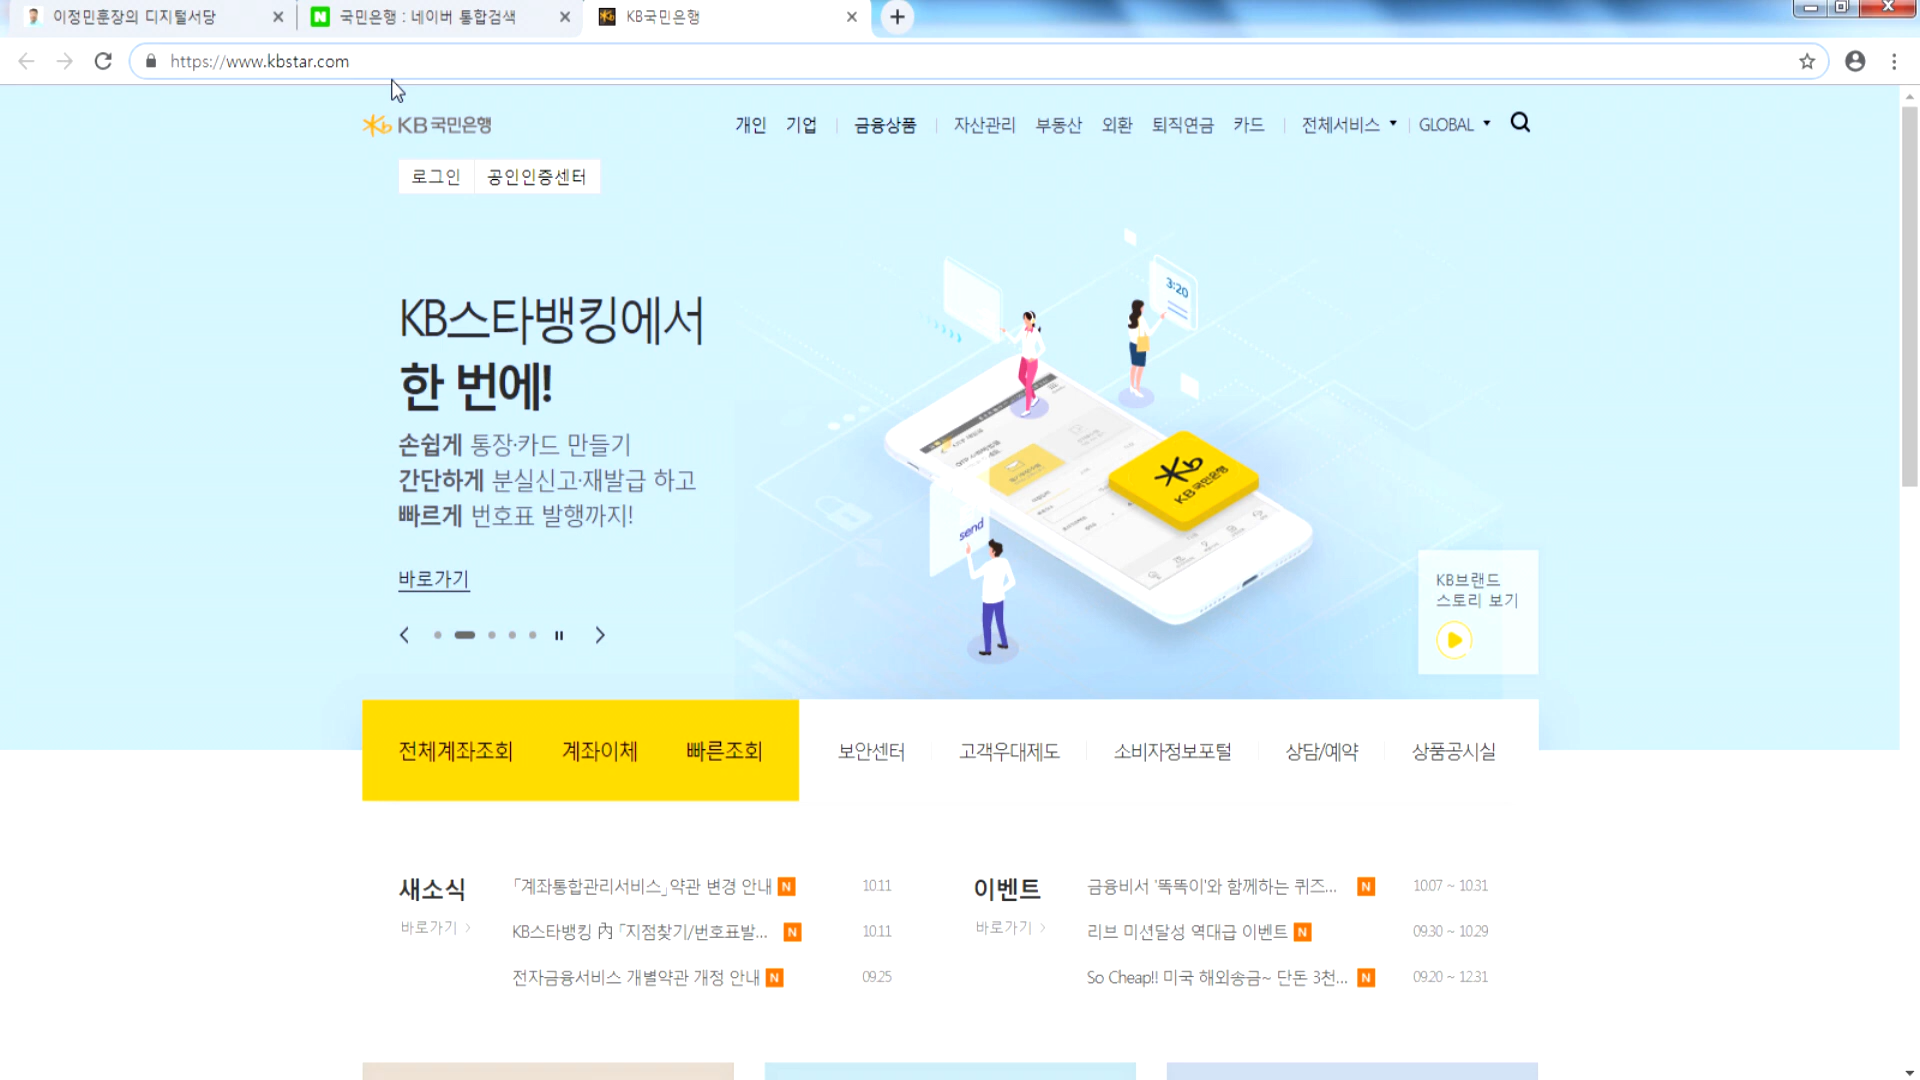 이정민훈장의 디지털서당
국민은행 : 네이버 통합검색
KB국민은행
https://www.kbstar.com
KB국민은행
개인 기업 금융상품 자산관리 부동산 외환 퇴직연금 카드 전체서비스 GLOBAL
로그인 공인인증센터
KB스타뱅킹에서
한 번에!
손쉽게 통장·카드 만들기
간단하게 분실신고·재발급 하고
빠르게 번호표 발행까지!
바로가기
3:20
send
KB국민은행
KB브랜드
스토리 보기
전체계좌조회 계좌이체 빠른조회 보안센터 고객우대제도 소비자정보포털 상담/예약 상품공시실
새소식
바로가기
「계좌통합관리서비스」약관 변경 안내 N 10.11
KB스타뱅킹 內 「지점찾기/번호표발... N 10.11
전자금융서비스 개별약관 개정 안내 N 09.25
이벤트
바로가기
금융비서 '똑똑이'와 함께하는 퀴즈... N 10.07 ~ 10.31
리브 미션달성 역대급 이벤트 N 09.30 ~ 10.29
So Cheap!! 미국 해외송금~ 단돈 3천... N 09.20 ~ 12.31